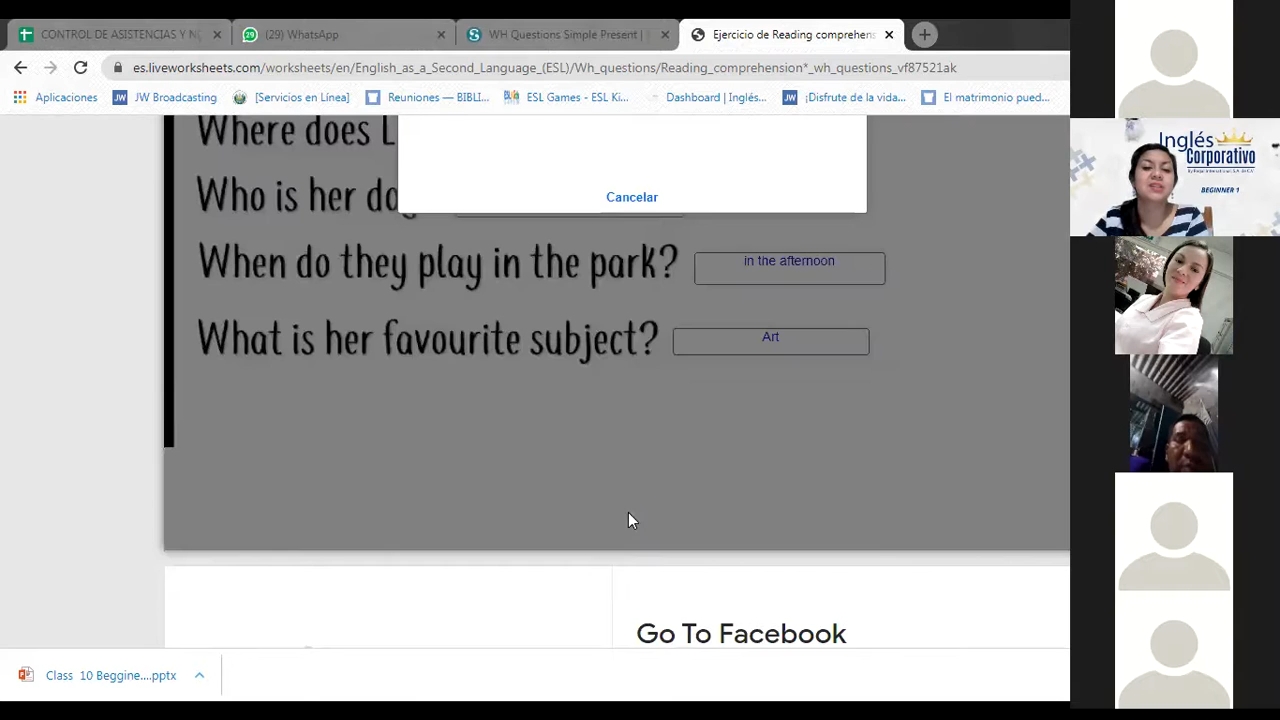 CONTROL DE ASISTENCIAS Y N
(29) WhatsApp
WH Questions Simple Present |
Ejercicio de Reading comprehens
es.liveworksheets.com/worksheets/en/English_as_a_Second_Language_(ESL)/Wh_questions/Reading_comprehension*_wh_questions_vf87521ak
Aplicaciones
JW Broadcasting
[Servicios en Línea]
Reuniones — BIBLI...
ESL Games - ESL Ki...
Dashboard | Inglés...
¡Disfrute de la vida...
El matrimonio pued...
Where does L
Cancelar
Who is her dog
When do they play in the park? in the afternoon
What is her favourite subject? Art
Go To Facebook
Class 10 Beggine....pptx
Inglés
Corporativo
BEGINNER 1